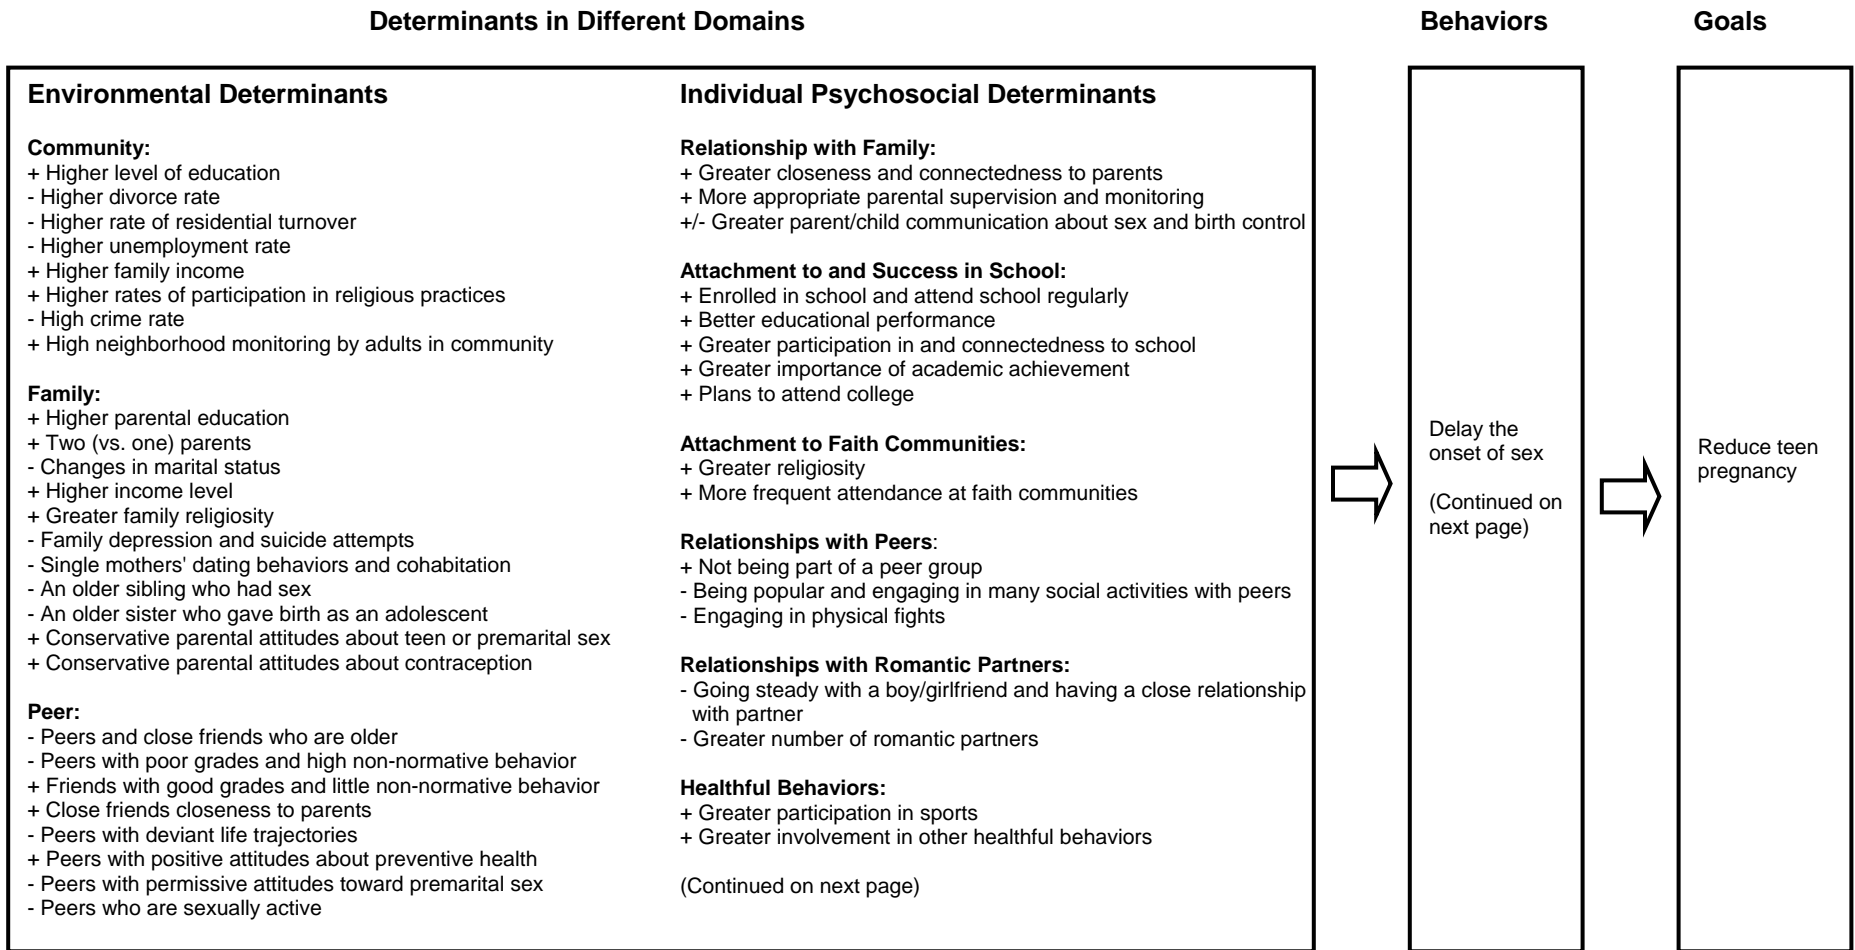 Determinants in Different Domains
Behaviors
Goals
Environmental Determinants
Community:
+ Higher level of education
- Higher divorce rate
- Higher rate of residential turnover
- Higher unemployment rate
+ Higher family income
+ Higher rates of participation in religious practices
- High crime rate
+ High neighborhood monitoring by adults in community
Family:
+ Higher parental education
+ Two (vs. one) parents
- Changes in marital status
+ Higher income level
+ Greater family religiosity
- Family depression and suicide attempts
- Single mothers' dating behaviors and cohabitation
- An older sibling who had sex
- An older sister who gave birth as an adolescent
+ Conservative parental attitudes about teen or premarital sex
+ Conservative parental attitudes about contraception
Peer:
- Peers and close friends who are older
- Peers with poor grades and high non-normative behavior
+ Friends with good grades and little non-normative behavior
+ Close friends closeness to parents
- Peers with deviant life trajectories
+ Peers with positive attitudes about preventive health
- Peers with permissive attitudes toward premarital sex
- Peers who are sexually active
Individual Psychosocial Determinants
Relationship with Family:
+ Greater closeness and connectedness to parents
+ More appropriate parental supervision and monitoring
+/- Greater parent/child communication about sex and birth control
Attachment to and Success in School:
+ Enrolled in school and attend school regularly
+ Better educational performance
+ Greater participation in and connectedness to school
+ Greater importance of academic achievement
+ Plans to attend college
Attachment to Faith Communities:
+ Greater religiosity
+ More frequent attendance at faith communities
Relationships with Peers:
+ Not being part of a peer group
- Being popular and engaging in many social activities with peers
- Engaging in physical fights
Relationships with Romantic Partners:
- Going steady with a boy/girlfriend and having a close relationship
with partner
- Greater number of romantic partners
Healthful Behaviors:
+ Greater participation in sports
+ Greater involvement in other healthful behaviors
(Continued on next page)
Delay the
onset of sex
(Continued on
next page)
Reduce teen
pregnancy